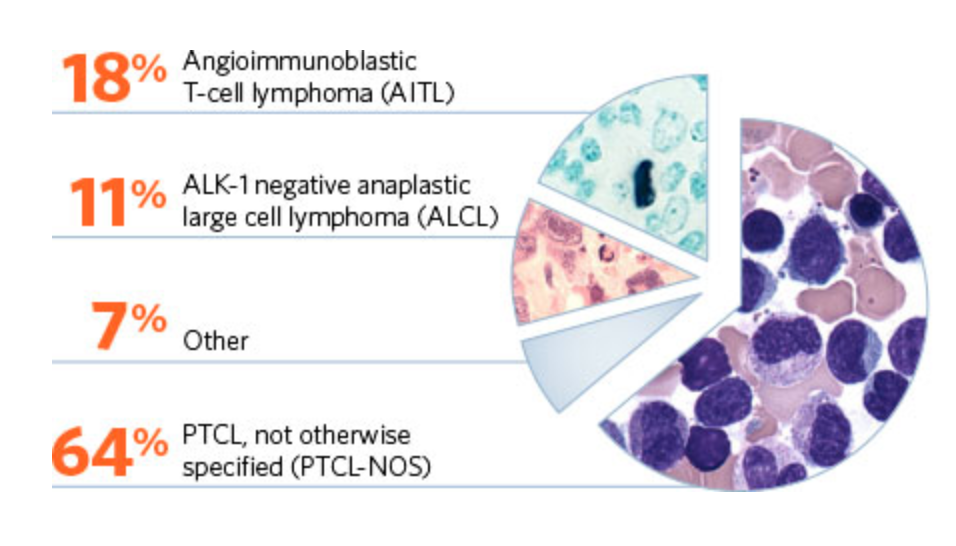 18% Angioimmunoblastic
T-cell lymphoma (AITL)
11% ALK-1 negative anaplastic
large cell lymphoma (ALCL)
7% Other
64% PTCL, not otherwise
specified (PTCL-NOS)